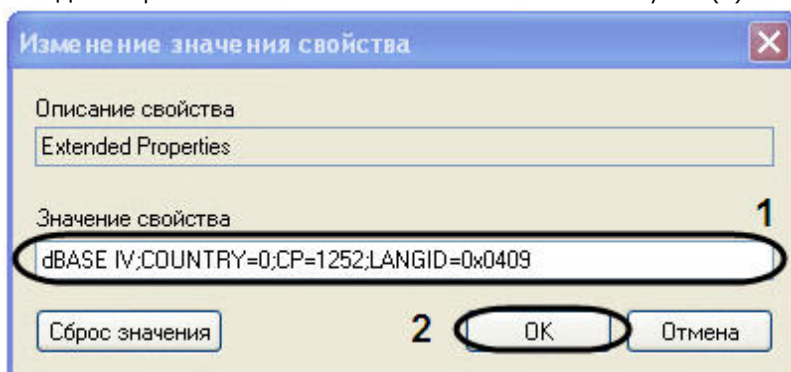 Изменение значения свойства
Описание свойства
Extended Properties
Значение свойства
1
dBASE IV;COUNTRY=0;CP=1252;LANGID=0x0409
Сброс значения
2
OK
Отмена